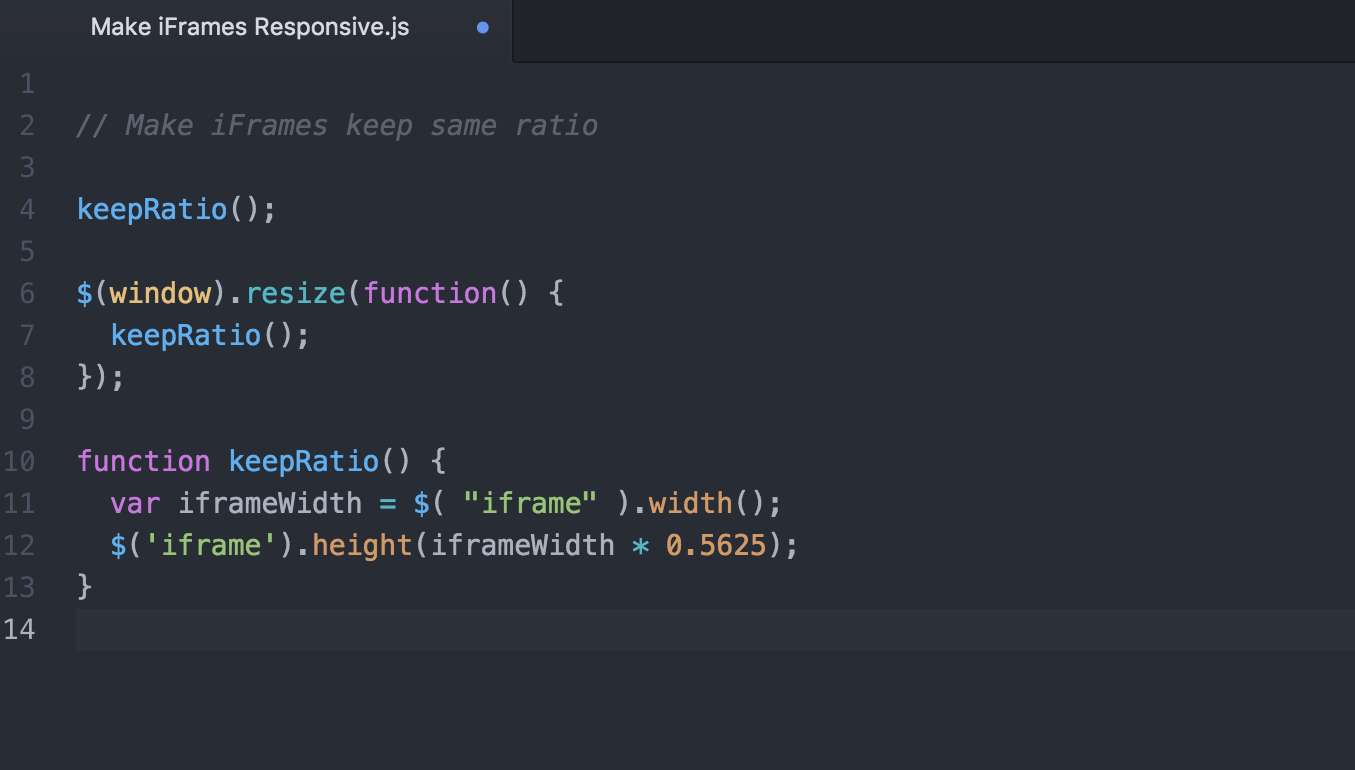 Make iFrames Responsive.js
1
2 // Make iFrames keep same ratio
3
4 keepRatio();
5
6 $(window).resize(function() {
7   keepRatio();
8 });
9
10 function keepRatio() {
11   var iframeWidth = $( "iframe" ).width();
12   $('iframe').height(iframeWidth * 0.5625);
13 }
14